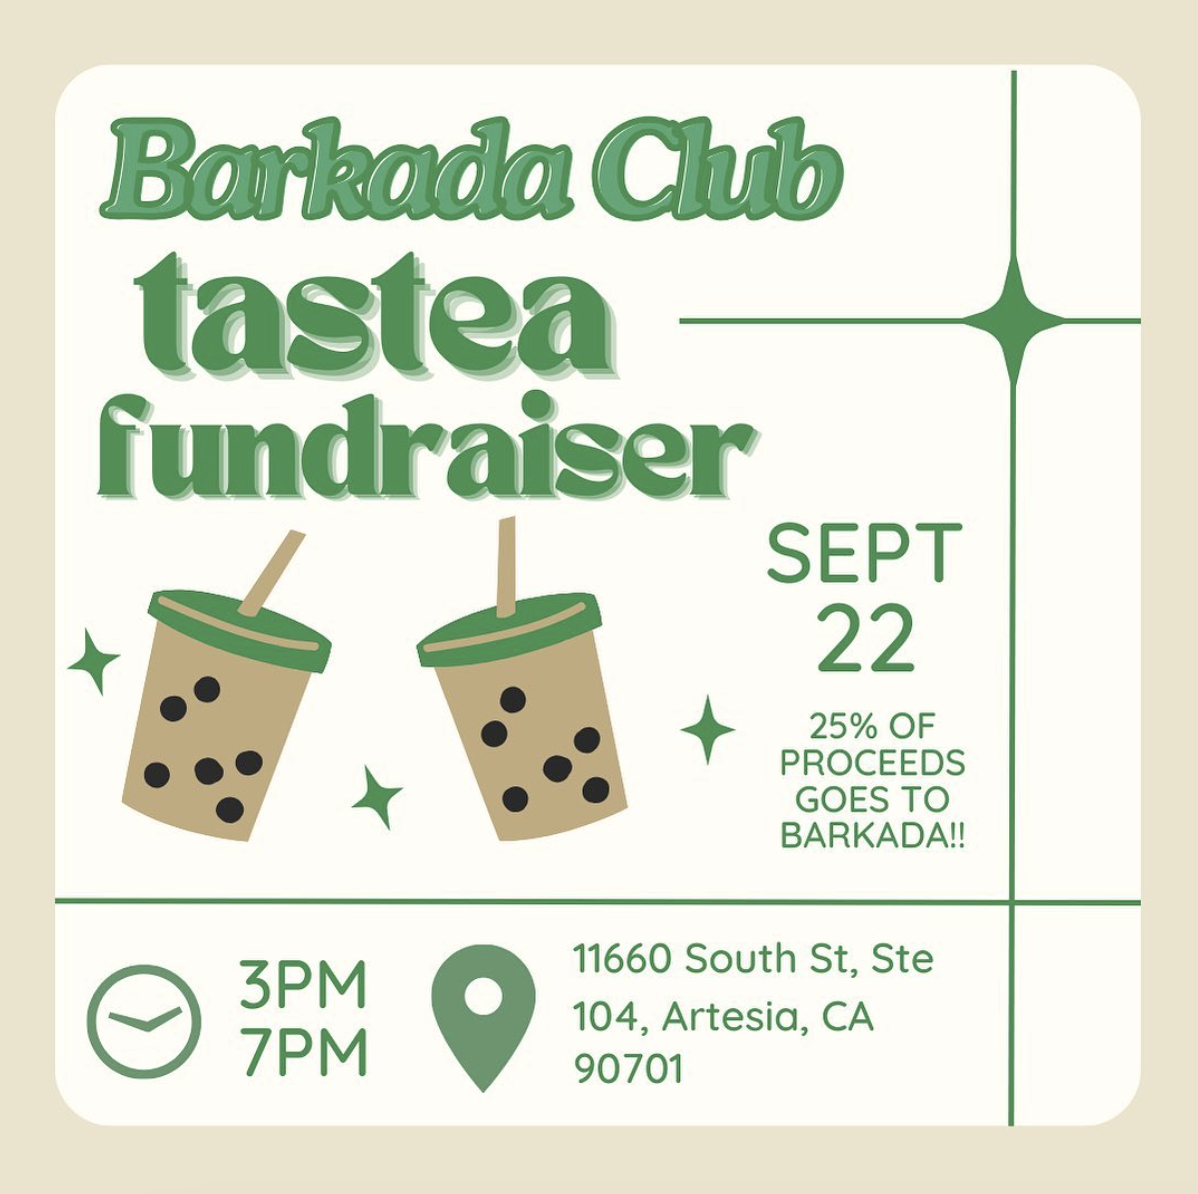 Barkada Club
tastea
fundraiser
SEPT
22
25% OF
PROCEEDS
GOES TO
BARKADA!!
3PM
7PM
11660 South St, Ste
104, Artesia, CA
90701